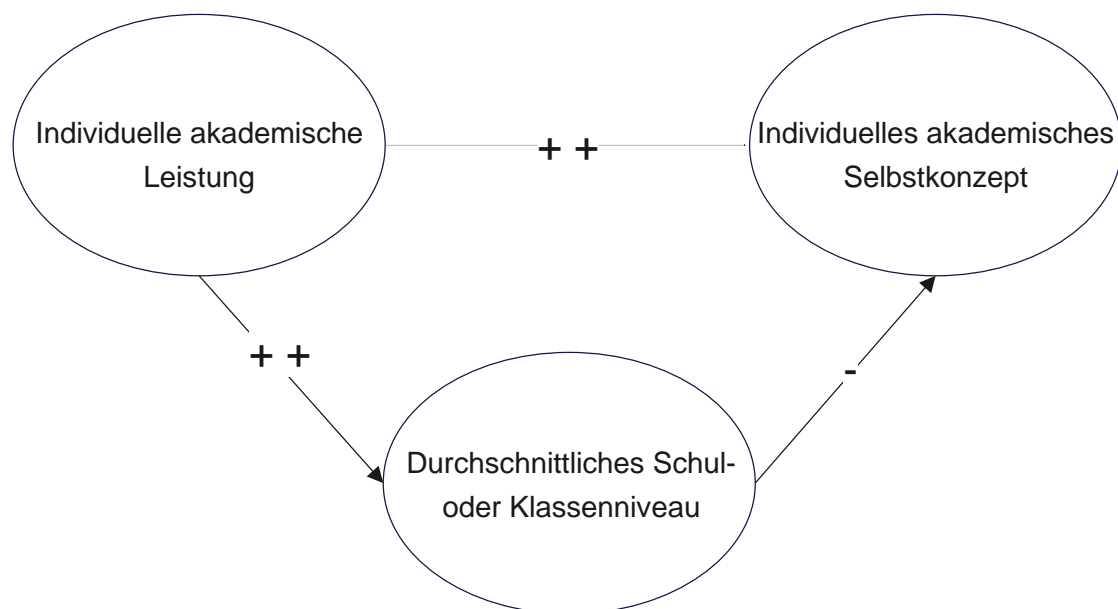 Individuelle akademische
Leistung
+ +
Individuelles akademisches
Selbstkonzept
+ +
-
Durchschnittliches Schul-
oder Klassenniveau